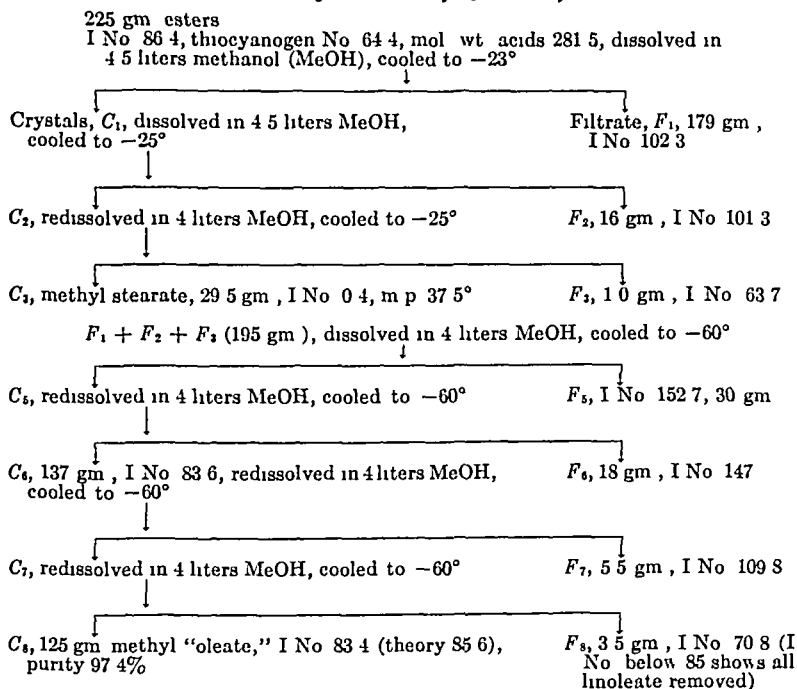 225 gm esters
I No 86 4, thiocyanogen No 64 4, mol wt acids 281 5, dissolved in
4 5 liters methanol (MeOH), cooled to −23°
Crystals, C₁, dissolved in 4 5 liters MeOH,
cooled to −25°
Filtrate, F₁, 179 gm ,
I No 102 3
C₂, redissolved in 4 liters MeOH, cooled to −25°
F₂, 16 gm , I No 101 3
C₃, methyl stearate, 29 5 gm , I No 0 4, m p 37 5°
F₃, 1 0 gm , I No 63 7
F₁ + F₂ + F₃ (195 gm ), dissolved in 4 liters MeOH, cooled to −60°
C₅, redissolved in 4 liters MeOH, cooled to −60°
F₅, I No 152 7, 30 gm
C₆, 137 gm , I No 83 6, redissolved in 4 liters MeOH,
cooled to −60°
F₆, 18 gm , I No 147
C₇, redissolved in 4 liters MeOH, cooled to −60°
F₇, 5 5 gm , I No 109 8
C₈, 125 gm methyl "oleate," I No 83 4 (theory 85 6),
purity 97 4%
F₈, 3 5 gm , I No 70 8 (I
No below 85 shows all
linoleate removed)